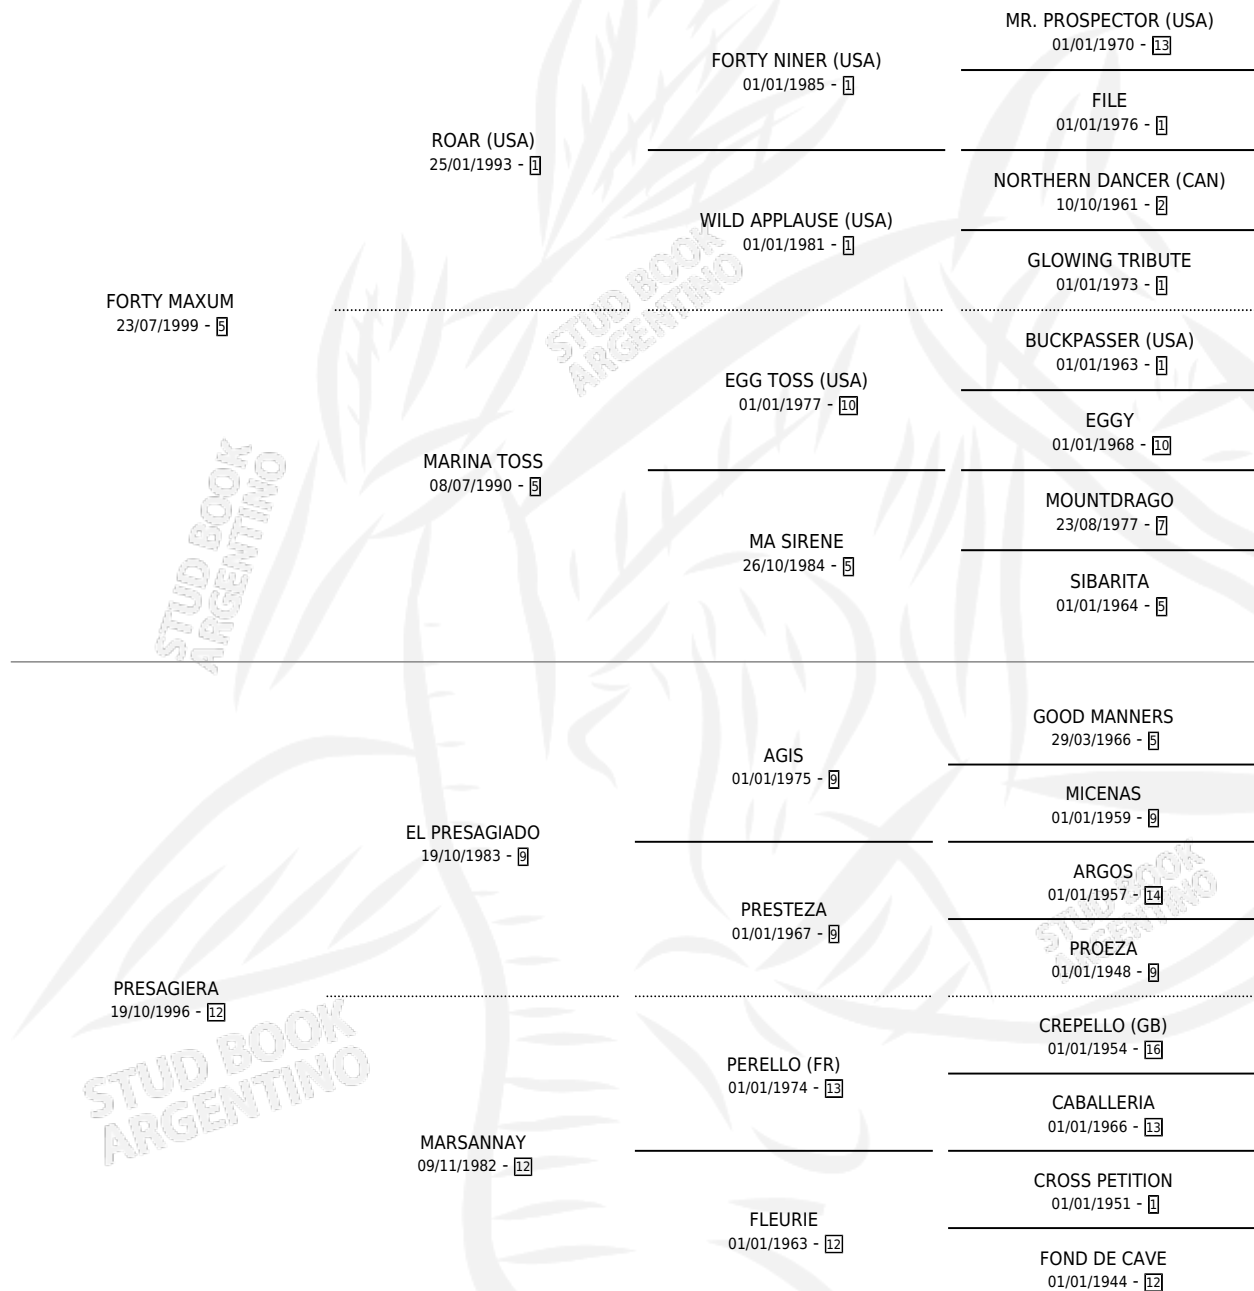 MR. PROSPECTOR (USA)
01/01/1970 - 13
FORTY NINER (USA)
01/01/1985 - 1
FILE
01/01/1976 - 1
ROAR (USA)
25/01/1993 - 1
NORTHERN DANCER (CAN)
10/10/1961 - 2
WILD APPLAUSE (USA)
01/01/1981 - 1
GLOWING TRIBUTE
01/01/1973 - 1
FORTY MAXUM
23/07/1999 - 5
STUD BOOK
ARGENTINO
BUCKPASSER (USA)
01/01/1963 - 1
EGG TOSS (USA)
01/01/1977 - 10
EGGY
01/01/1968 - 10
MARINA TOSS
08/07/1990 - 5
MOUNTDRAGO
23/08/1977 - 7
MA SIRENE
26/10/1984 - 5
SIBARITA
01/01/1964 - 5
STUD BOOK
ARGENTINO
GOOD MANNERS
29/03/1966 - 5
AGIS
01/01/1975 - 9
MICENAS
01/01/1959 - 9
EL PRESAGIADO
19/10/1983 - 9
ARGOS
01/01/1957 - 14
PRESTEZA
01/01/1967 - 9
PROEZA
01/01/1948 - 9
STUD BOOK
ARGENTINO
PRESAGIERA
19/10/1996 - 12
CREPELLO (GB)
01/01/1954 - 16
PERELLO (FR)
01/01/1974 - 13
CABALLERIA
01/01/1966 - 13
STUD BOOK
ARGENTINO
MARSANNAY
09/11/1982 - 12
CROSS PETITION
01/01/1951 - 1
FLEURIE
01/01/1963 - 12
FOND DE CAVE
01/01/1944 - 12